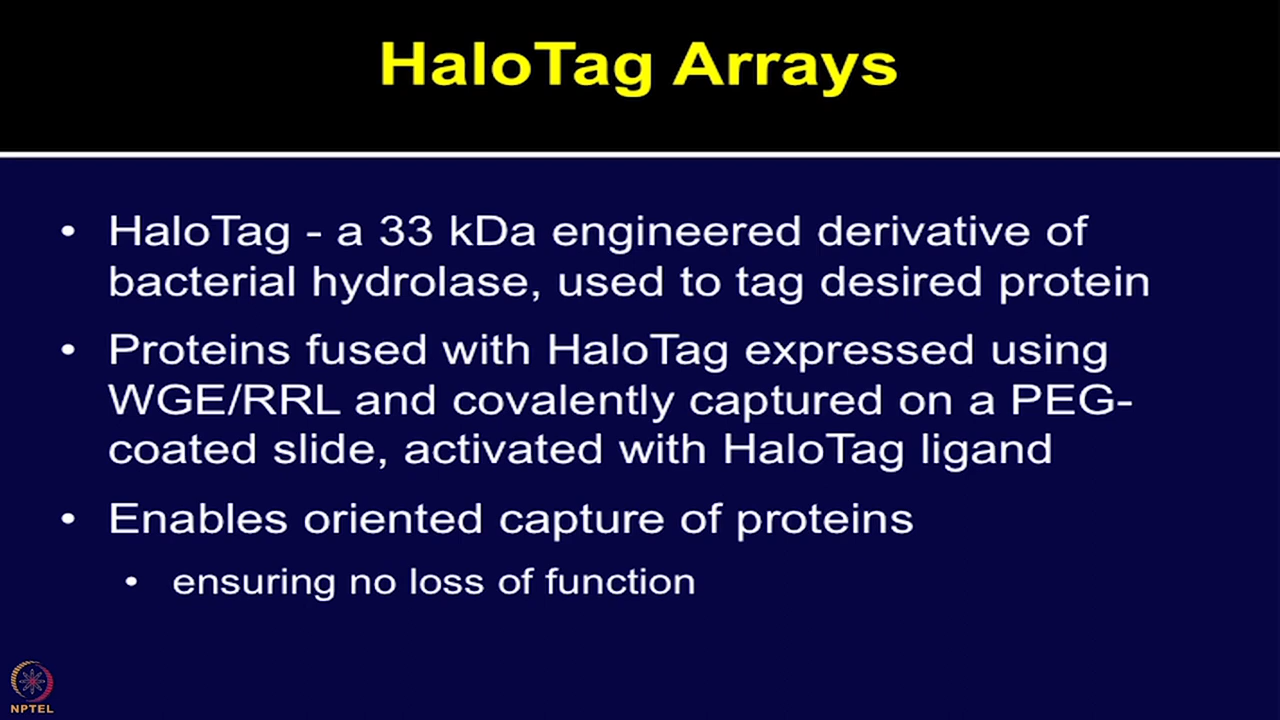 HaloTag Arrays
• HaloTag - a 33 kDa engineered derivative of
bacterial hydrolase, used to tag desired protein
• Proteins fused with HaloTag expressed using
WGE/RRL and covalently captured on a PEG-
coated slide, activated with HaloTag ligand
• Enables oriented capture of proteins
• ensuring no loss of function
NPTEL